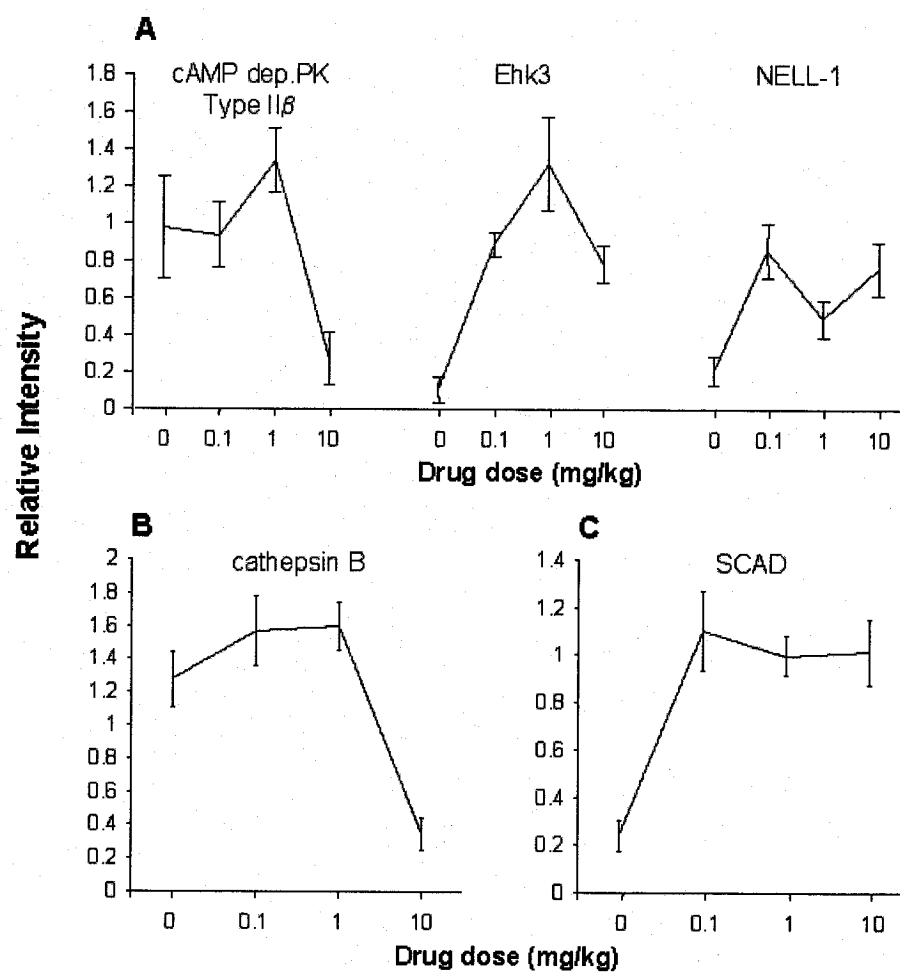 A
cAMP dep.PK
Type IIβ
Ehk3
NELL-1
1.8
1.6
1.4
1.2
1
0.8
0.6
0.4
0.2
0
0 0.1 1 10
0 0.1 1 10
0 0.1 1 10
Drug dose (mg/kg)
Relative Intensity
B
cathepsin B
2
1.8
1.6
1.4
1.2
1
0.8
0.6
0.4
0.2
0
0 0.1 1 10
C
SCAD
1.4
1.2
1
0.8
0.6
0.4
0.2
0
0 0.1 1 10
Drug dose (mg/kg)